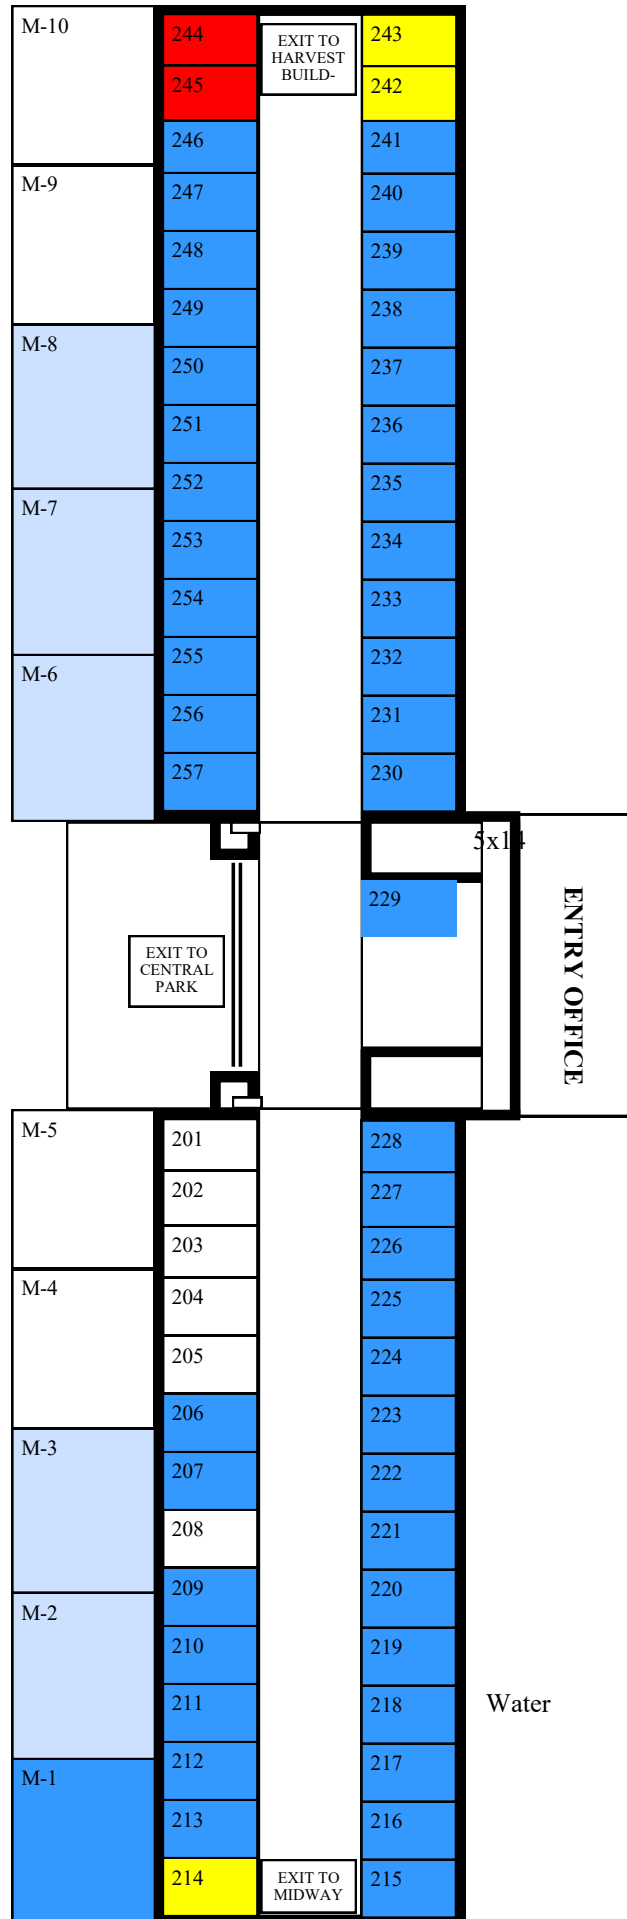 M-10
244
EXIT TO
HARVEST
BUILD-
243
245
242
246
241
M-9
247
240
248
239
249
238
M-8
250
237
251
236
252
235
M-7
253
234
254
233
255
232
M-6
256
231
257
230
5x14
229
ENTRY OFFICE
EXIT TO
CENTRAL
PARK
M-5
201
228
202
227
203
226
M-4
204
225
205
224
206
223
M-3
207
222
208
221
209
220
M-2
210
219
211
218
Water
212
217
M-1
213
216
214
EXIT TO
MIDWAY
215